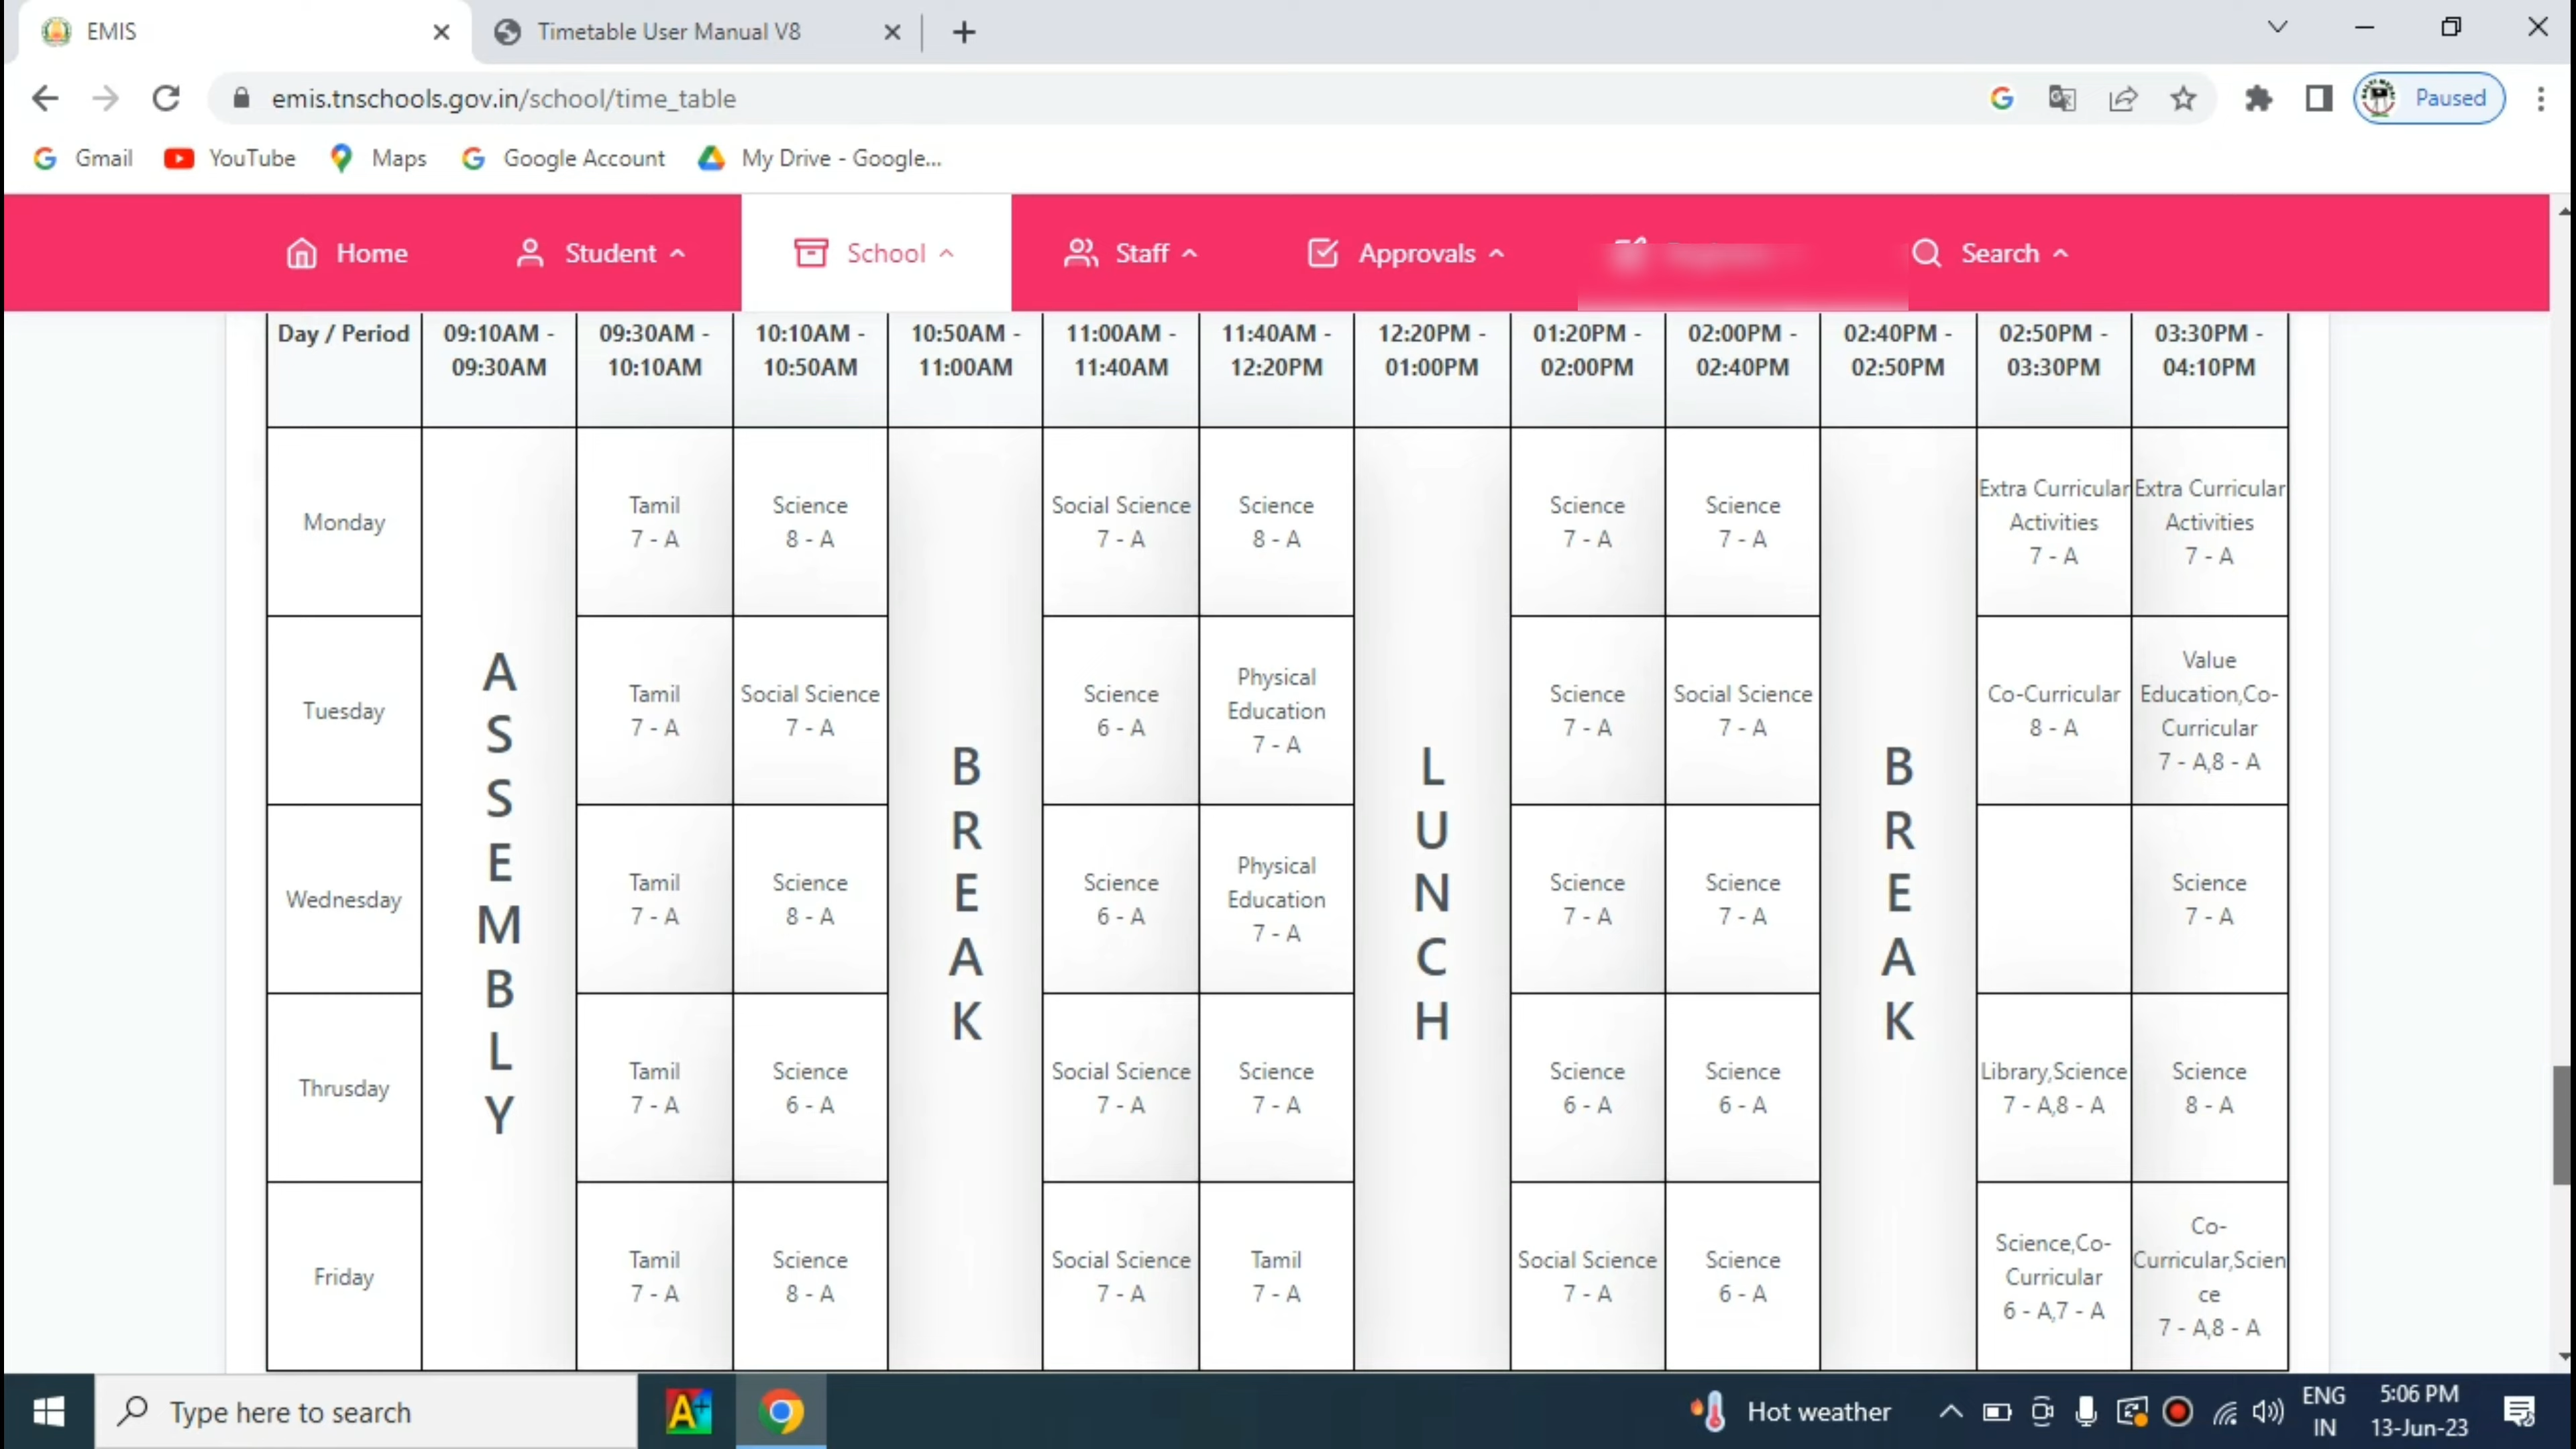 EMIS
Timetable User Manual V8
emis.tnschools.gov.in/school/time_table
Paused
Gmail
YouTube
Maps
Google Account
My Drive - Google...
Home
Student
School
Staff
Approvals
Search
Day / Period
09:10AM -
09:30AM
09:30AM -
10:10AM
10:10AM -
10:50AM
10:50AM -
11:00AM
11:00AM -
11:40AM
11:40AM -
12:20PM
12:20PM -
01:00PM
01:20PM -
02:00PM
02:00PM -
02:40PM
02:40PM -
02:50PM
02:50PM -
03:30PM
03:30PM -
04:10PM
ASSEMBLY
BREAK
LUNCH
BREAK
Monday
Tamil
7 - A
Science
8 - A
Social Science
7 - A
Science
8 - A
Science
7 - A
Science
7 - A
Extra Curricular
Activities
7 - A
Extra Curricular
Activities
7 - A
Tuesday
Tamil
7 - A
Social Science
7 - A
Science
6 - A
Physical
Education
7 - A
Science
7 - A
Social Science
7 - A
Co-Curricular
8 - A
Value
Education,Co-
Curricular
7 - A,8 - A
Wednesday
Tamil
7 - A
Science
8 - A
Science
6 - A
Physical
Education
7 - A
Science
7 - A
Science
7 - A
Science
7 - A
Thrusday
Tamil
7 - A
Science
6 - A
Social Science
7 - A
Science
7 - A
Science
6 - A
Science
6 - A
Library,Science
7 - A,8 - A
Science
8 - A
Friday
Tamil
7 - A
Science
8 - A
Social Science
7 - A
Tamil
7 - A
Social Science
7 - A
Science
6 - A
Science,Co-
Curricular
6 - A,7 - A
Co-
Curricular,Scien
ce
7 - A,8 - A
Type here to search
A+
Hot weather
ENG
IN
5:06 PM
13-Jun-23